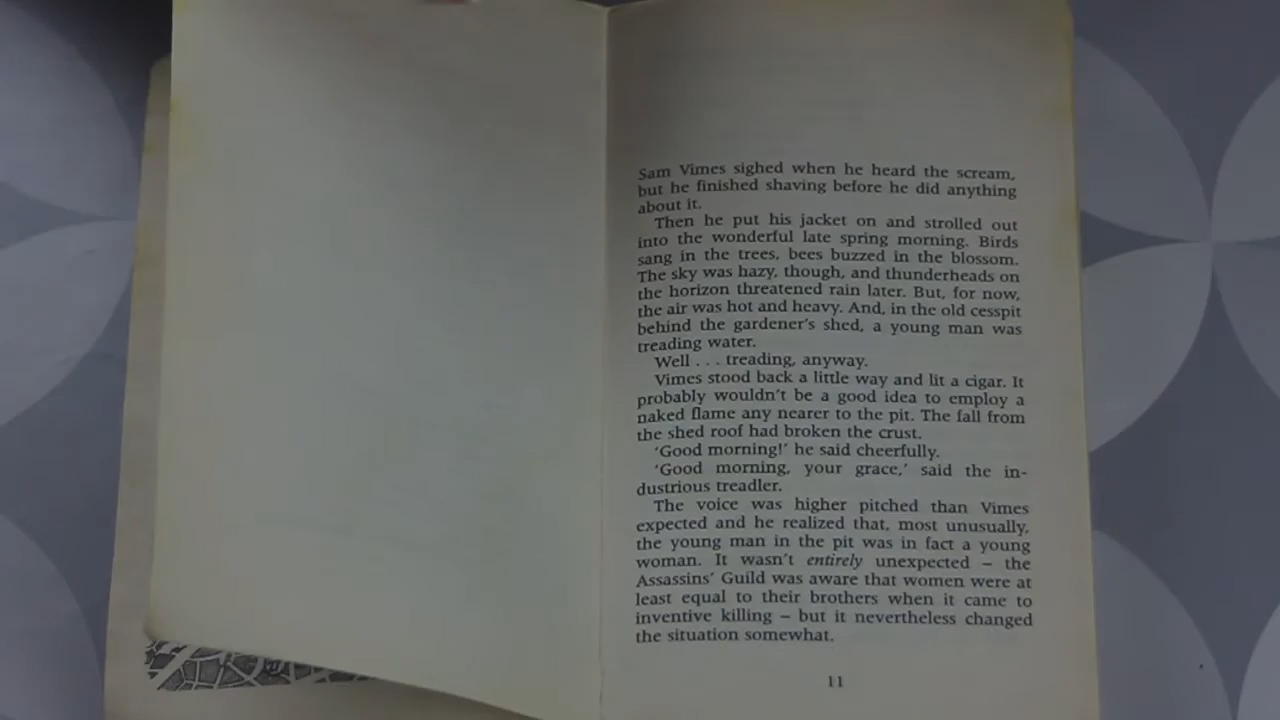 Sam Vimes sighed when he heard the scream,
but he finished shaving before he did anything
about it.
Then he put his jacket on and strolled out
into the wonderful late spring morning. Birds
sang in the trees, bees buzzed in the blossom.
The sky was hazy, though, and thunderheads on
the horizon threatened rain later. But, for now,
the air was hot and heavy. And, in the old cesspit
behind the gardener's shed, a young man was
treading water.
Well . . . treading, anyway.
Vimes stood back a little way and lit a cigar. It
probably wouldn't be a good idea to employ a
naked flame any nearer to the pit. The fall from
the shed roof had broken the crust.
‘Good morning!’ he said cheerfully.
‘Good morning, your grace,’ said the in-
dustrious treadler.
The voice was higher pitched than Vimes
expected and he realized that, most unusually,
the young man in the pit was in fact a young
woman. It wasn't entirely unexpected – the
Assassins’ Guild was aware that women were at
least equal to their brothers when it came to
inventive killing – but it nevertheless changed
the situation somewhat.
11